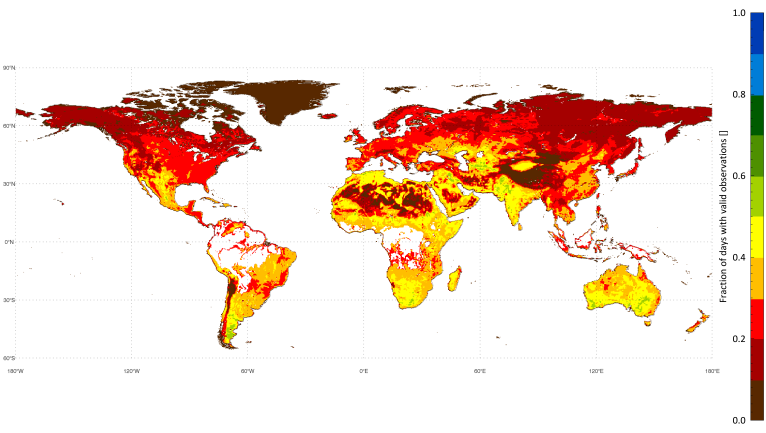 1.0
90°N
0.8
60°N
0.6
30°N
Fraction of days with valid observations []
0°N
0.4
30°S
0.2
60°S
180°W
120°W
60°W
0°E
60°E
120°E
180°E
0.0